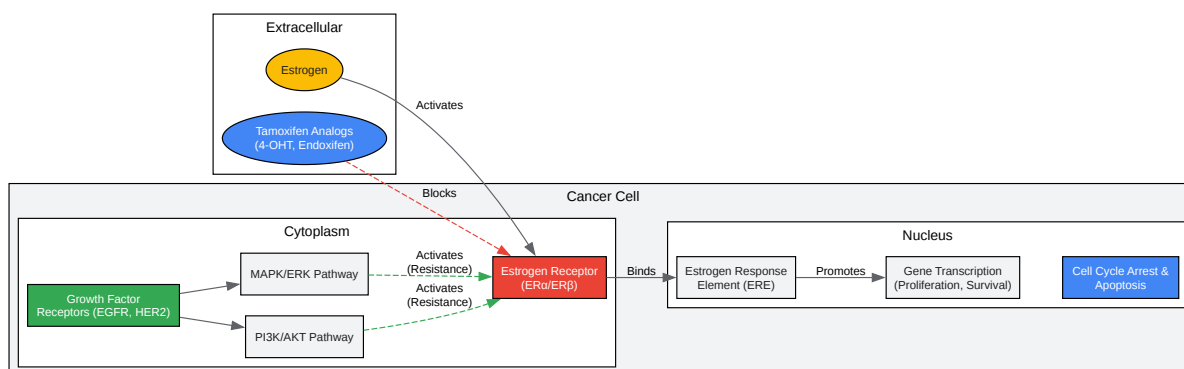 Extracellular
Estrogen
Activates
Tamoxifen Analogs
(4-OHT, Endoxifen)
Blocks
Cancer Cell
Cytoplasm
Nucleus
MAPK/ERK Pathway
Activates
(Resistance)
Estrogen Receptor
(ERα/ERβ)
Binds
Estrogen Response
Element (ERE)
Promotes
Gene Transcription
(Proliferation, Survival)
Cell Cycle Arrest &
Apoptosis
Growth Factor
Receptors (EGFR, HER2)
Activates
(Resistance)
PI3K/AKT Pathway